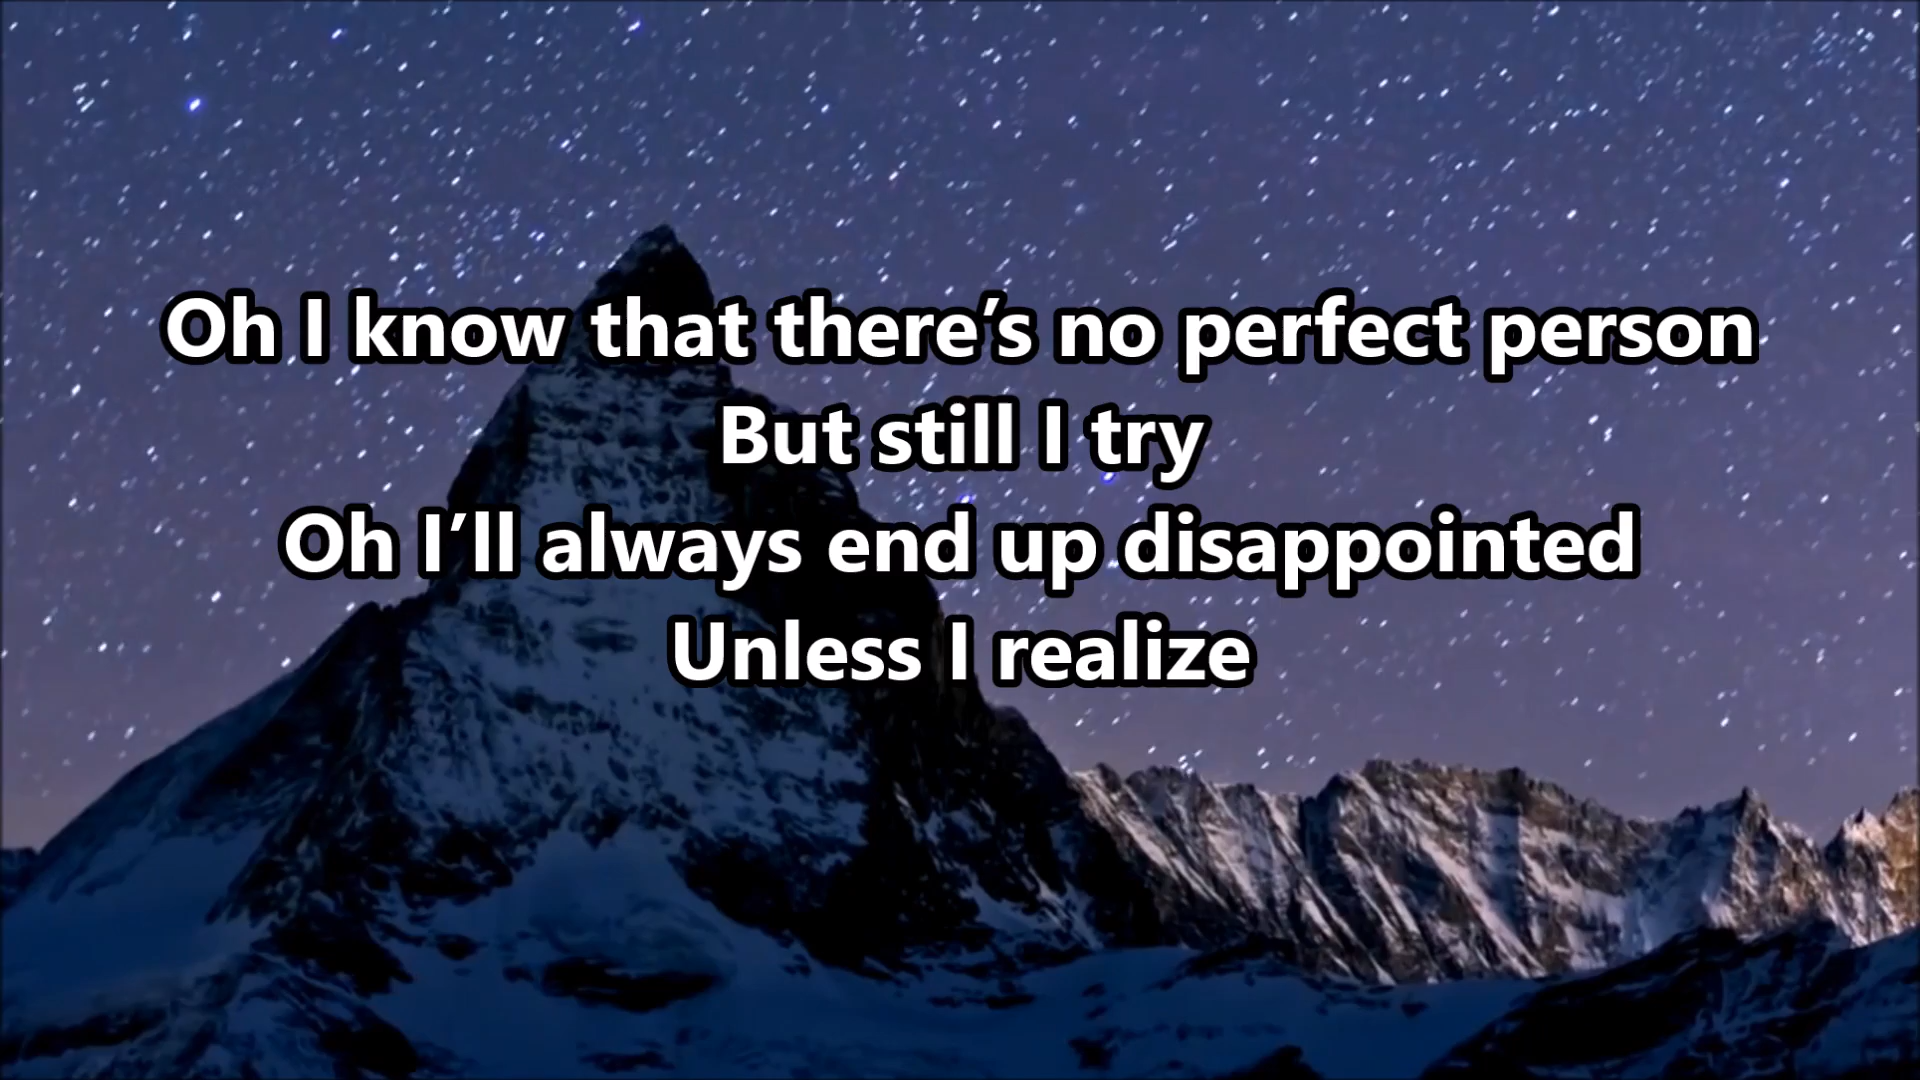 Oh I know that there’s no perfect person
But still I try
Oh I’ll always end up disappointed
Unless I realize